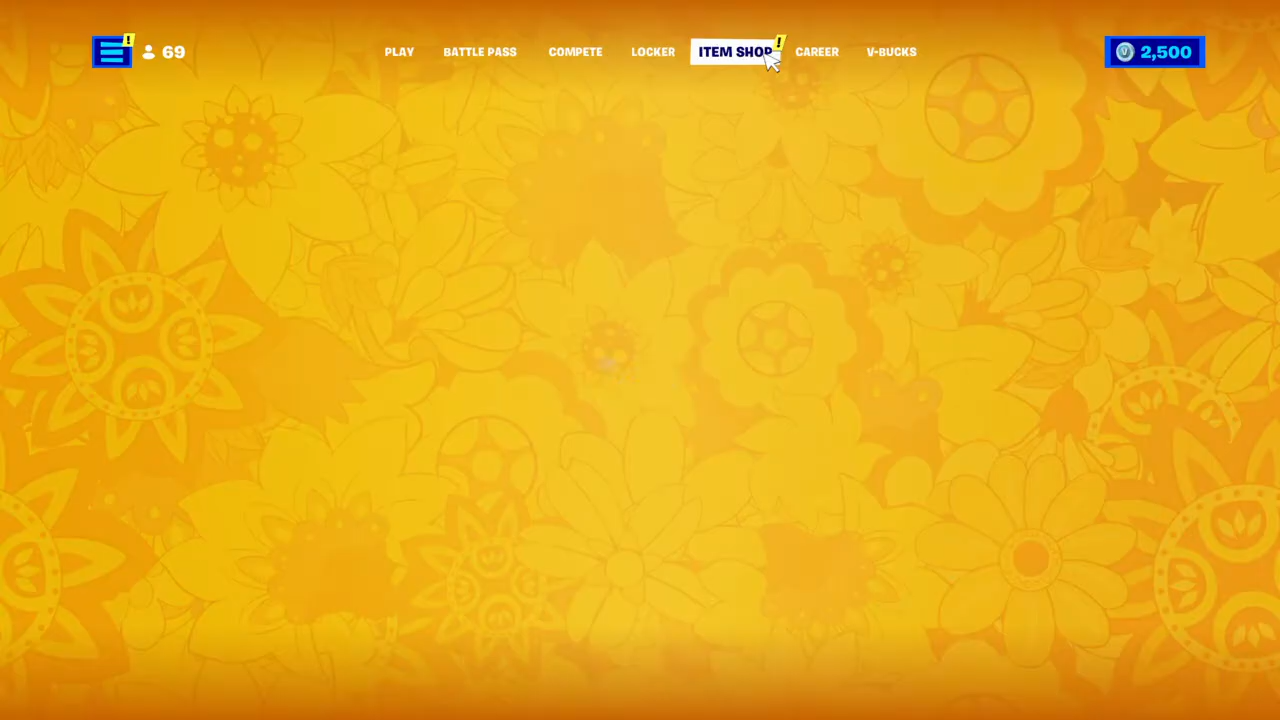 ! 69 PLAY BATTLE PASS COMPETE LOCKER ITEM SHOP ! CAREER V-BUCKS V 2,500